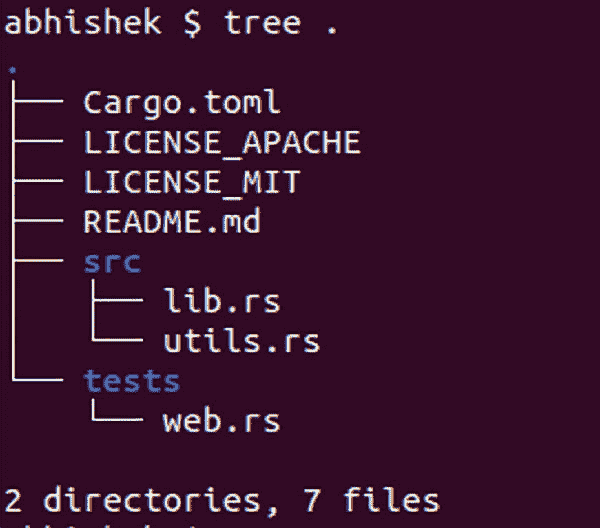 abhishek $ tree .
.
├── Cargo.toml
├── LICENSE_APACHE
├── LICENSE_MIT
├── README.md
├── src
│   ├── lib.rs
│   └── utils.rs
└── tests
    └── web.rs
2 directories, 7 files